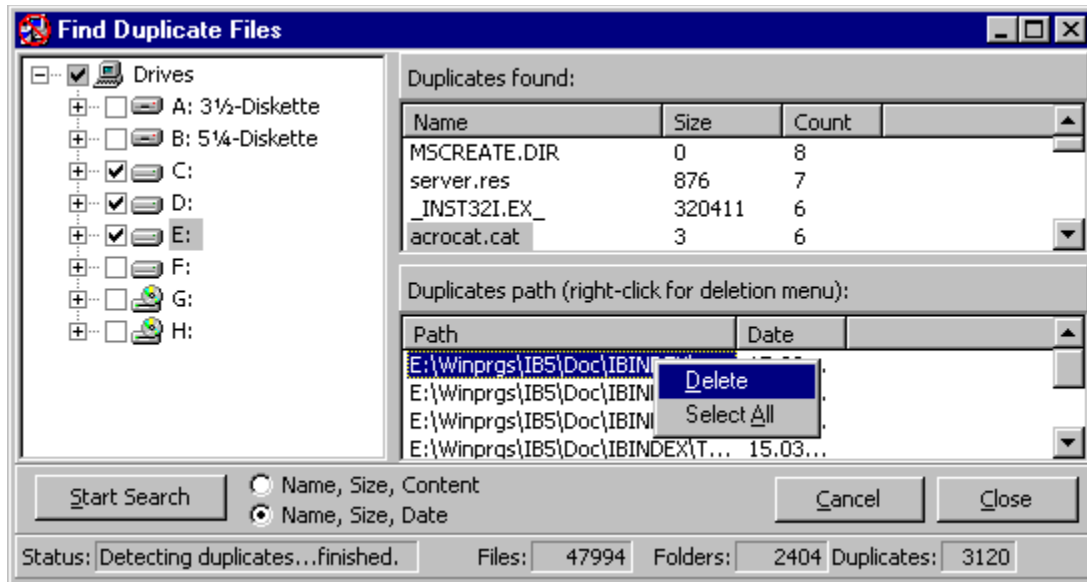 Find Duplicate Files
Drives
A: 3½-Diskette
B: 5¼-Diskette
C:
D:
E:
F:
G:
H:
Duplicates found:
Name Size Count
MSCREATE.DIR 0 8
server.res 876 7
_INST32I.EX_ 320411 6
acrocat.cat 3 6
Duplicates path (right-click for deletion menu):
Path Date
E:\Winprgs\IB5\Doc\IBINDEX\
E:\Winprgs\IB5\Doc\IBIN
E:\Winprgs\IB5\Doc\IBIN
E:\Winprgs\IB5\Doc\IBINDEX\T... 15.03...
Delete
Select All
Start Search
Name, Size, Content
Name, Size, Date
Cancel
Close
Status: Detecting duplicates...finished. Files: 47994 Folders: 2404 Duplicates: 3120